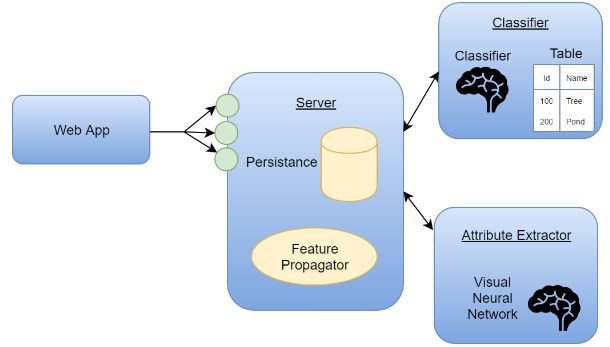 Web App
Server
Persistance
Feature
Propagator
Classifier
Classifier
Table
Id Name
100 Tree
200 Pond
Attribute Extractor
Visual
Neural
Network